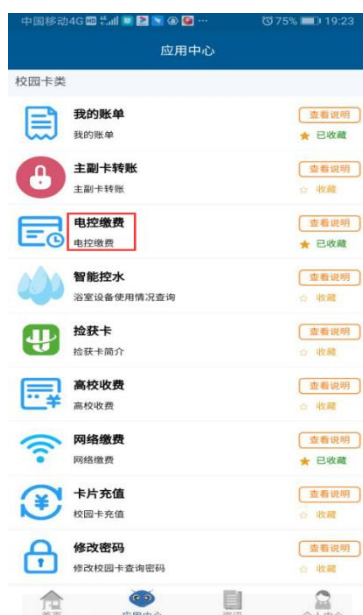 中国移动4G 75% 19:23
应用中心
校园卡类
我的账单 查看说明
我的账单 ★ 已收藏
主副卡转账 查看说明
主副卡转账 ☆ 收藏
电控缴费 查看说明
电控缴费 ★ 已收藏
智能控水 查看说明
浴室设备使用情况查询 ☆ 收藏
捡获卡 查看说明
捡获卡简介 ☆ 收藏
高校收费 查看说明
高校收费 ☆ 收藏
网络缴费 查看说明
网络缴费 ★ 已收藏
卡片充值 查看说明
校园卡充值 ☆ 收藏
修改密码 查看说明
修改校园卡查询密码 ☆ 收藏